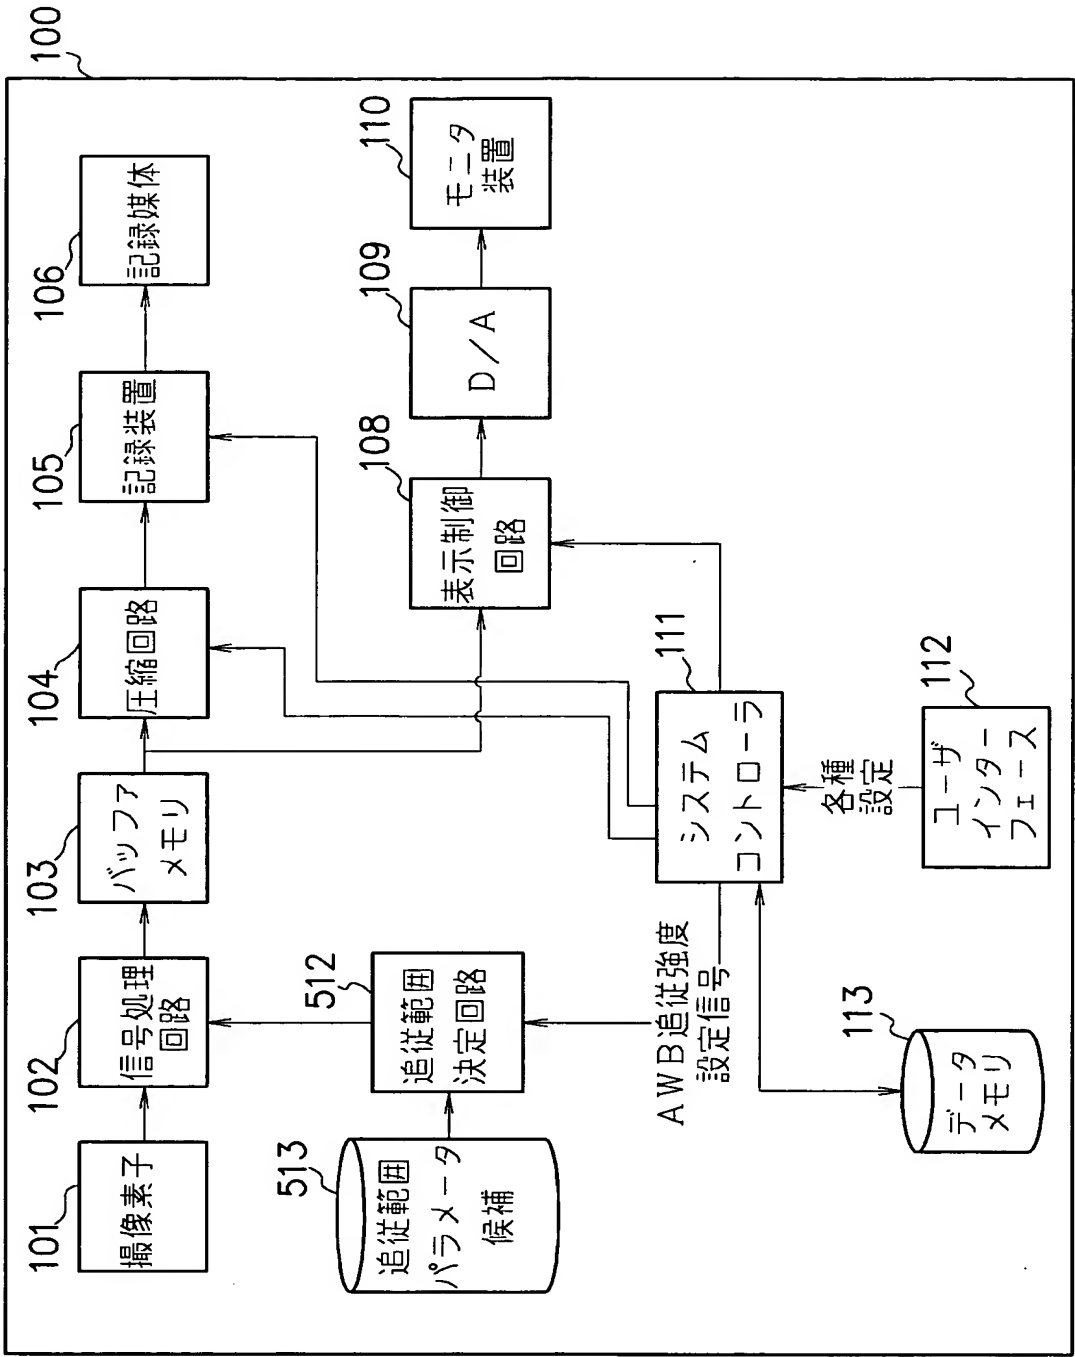 100
101
撮像素子
102
信号処理
回路
103
バッファ
メモリ
104
圧縮回路
105
記録装置
106
記録媒体
513
追従範囲
パラメータ
候補
512
追従範囲
決定回路
108
表示制御
回路
109
D/A
110
モニタ
装置
AWB追従強度
設定信号
111
システム
コントローラ
各種
設定
112
ユーザ
インター
フェース
113
データ
メモリ